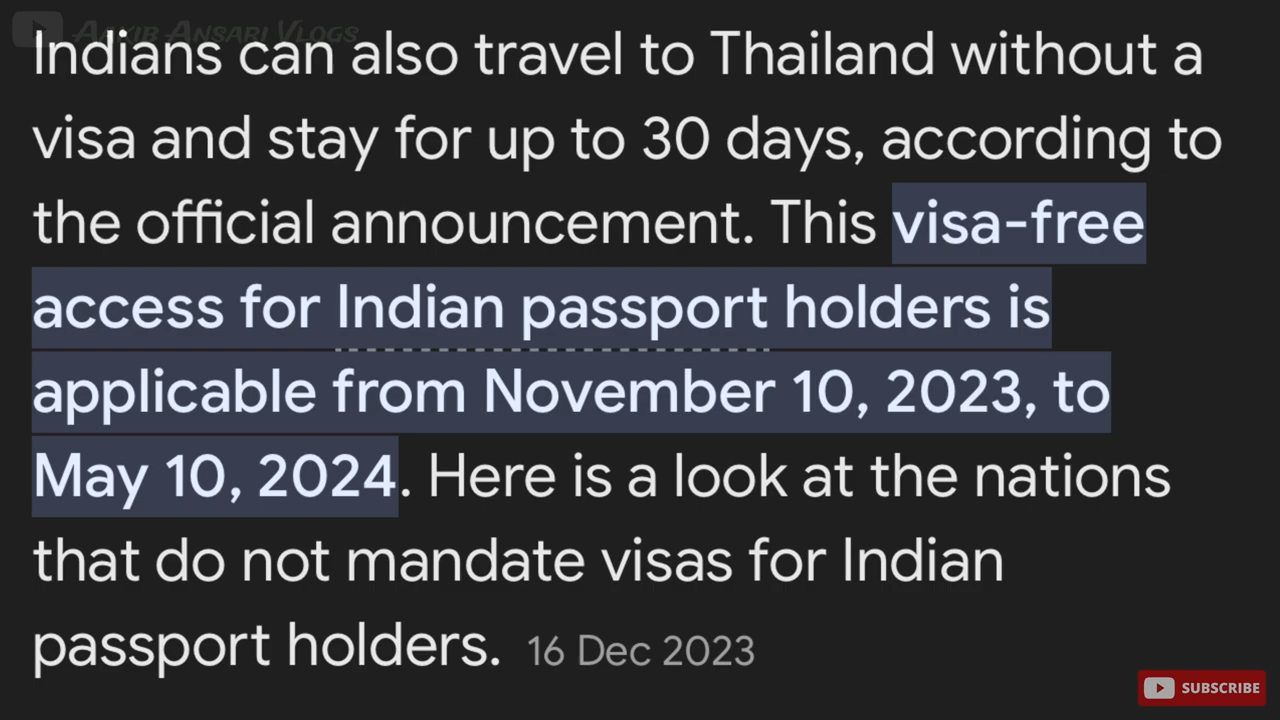 AAKIB ANSARI VLOGS
Indians can also travel to Thailand without a
visa and stay for up to 30 days, according to
the official announcement. This visa-free
access for Indian passport holders is
applicable from November 10, 2023, to
May 10, 2024. Here is a look at the nations
that do not mandate visas for Indian
passport holders. 16 Dec 2023
SUBSCRIBE